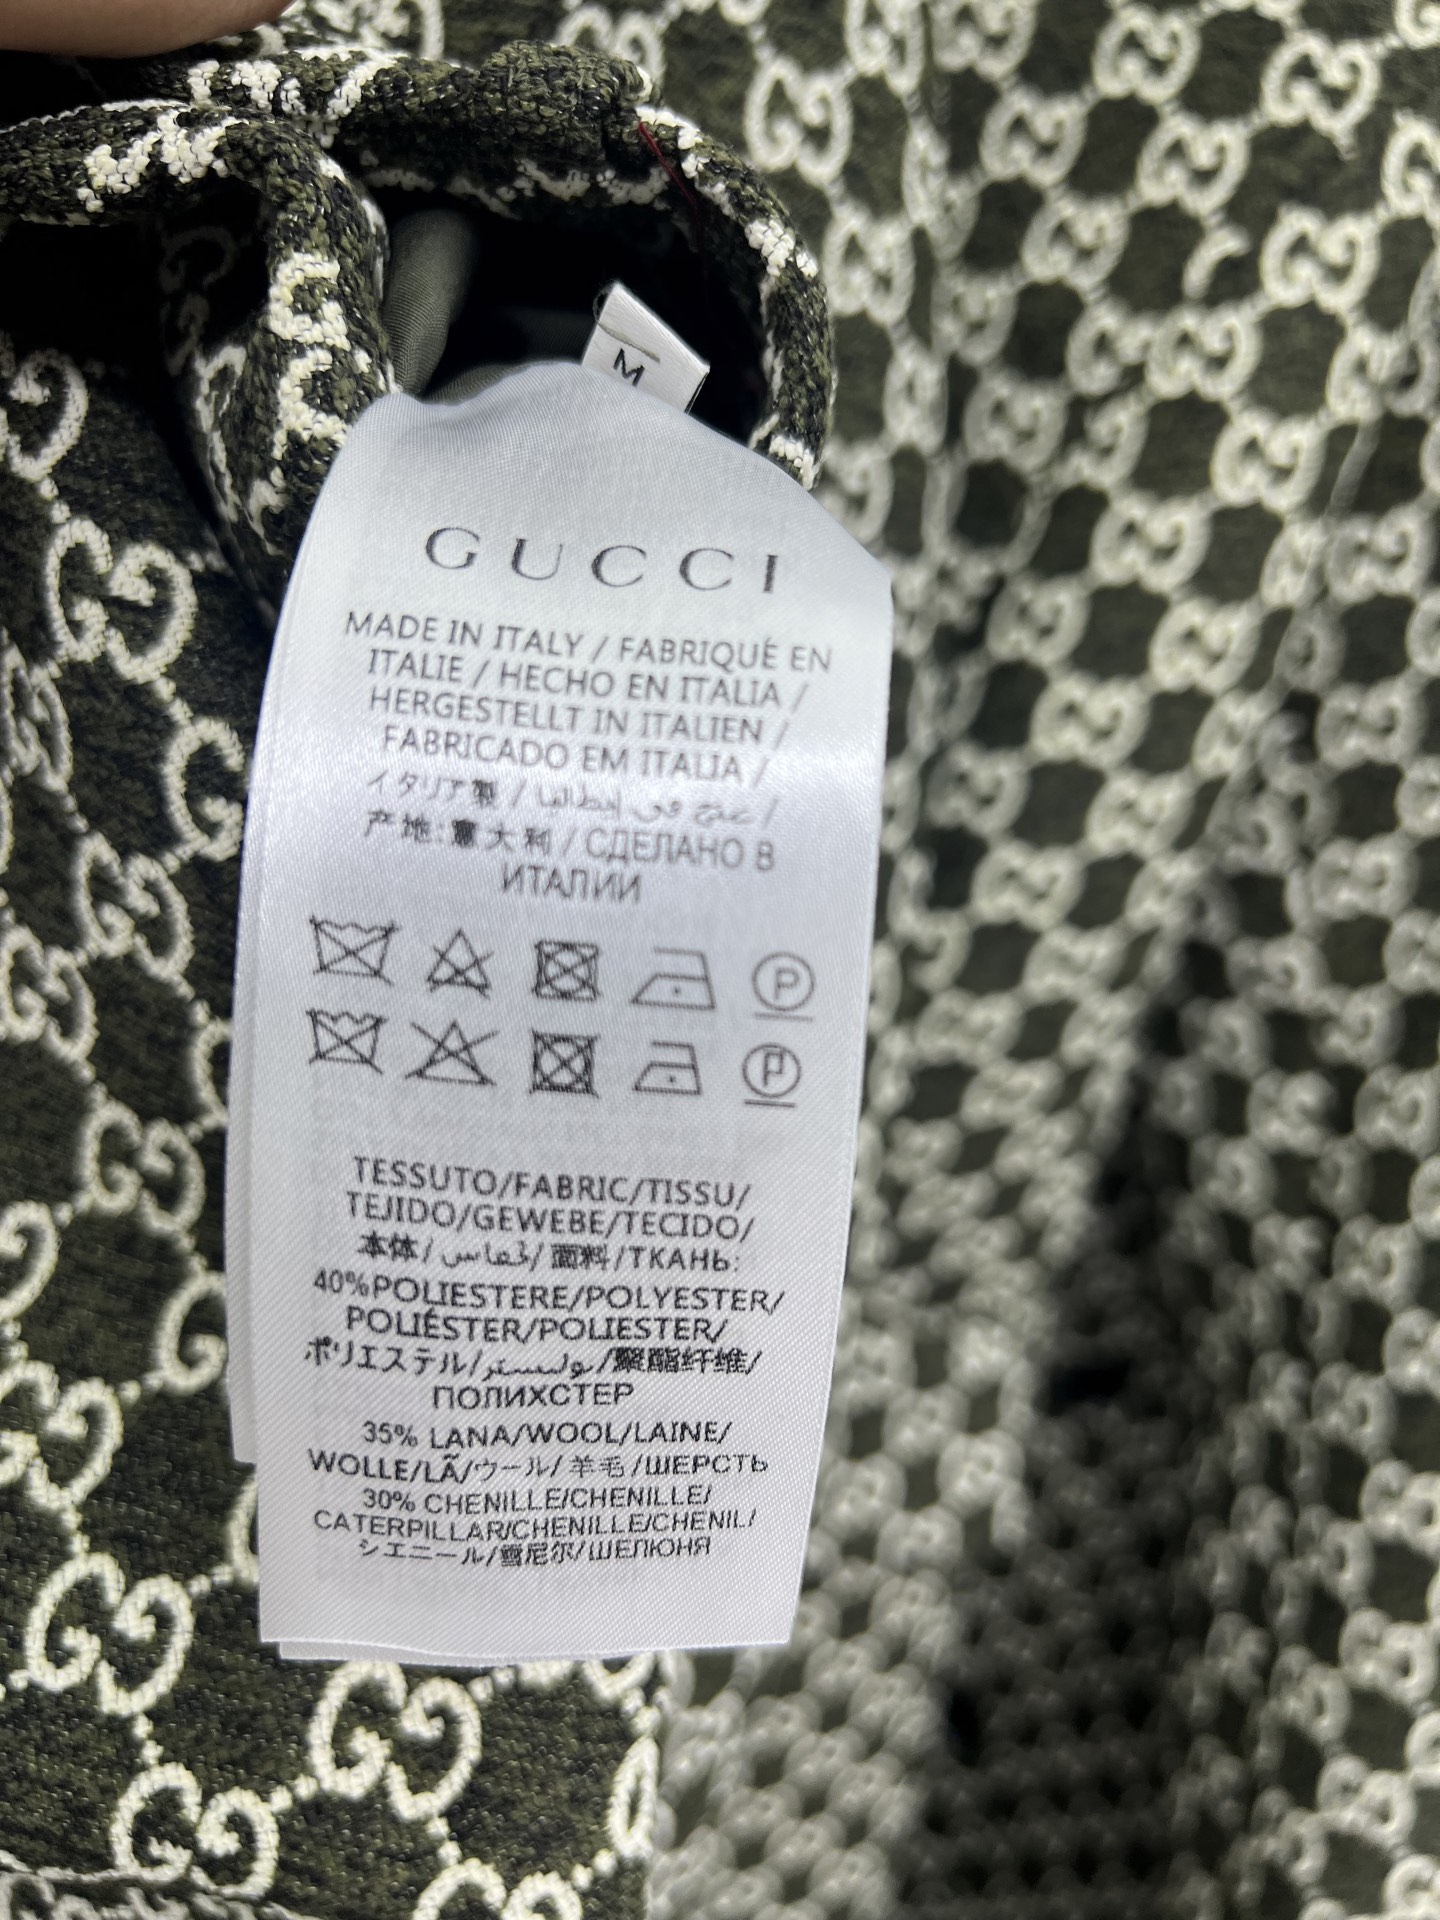 M
GUCCI
MADE IN ITALY / FABRIQUÉ EN
ITALIE / HECHO EN ITALIA /
HERGESTELLT IN ITALIEN /
FABRICADO EM ITALIA /
イタリア製 / في إيطاليا /
产地:意大利 / СДЕЛАНО В
ИТАЛИИ
P
P
TESSUTO/FABRIC/TISSU/
TEJIDO/GEWEBE/TECIDO/
本体/ /面料/ТКАНЬ:
40%POLIESTERE/POLYESTER/
POLIÉSTER/POLIESTER/
ポリエステル/بوليستر/聚酯纤维/
ПОЛИХСТЕР
35% LANA/WOOL/LAINE/
WOLLE/LÃ/ウール/羊毛/ШЕРСТЬ
30% CHENILLE/CHENILLE/
CATERPILLAR/CHENILLE/CHENIL/
シエニール/雪尼尔/ШЕПЮНЯ